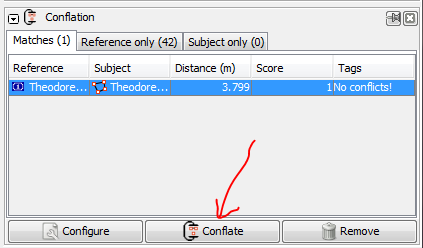 Conflation
Matches (1) Reference only (42) Subject only (0)
Reference Subject Distance (m) Score Tags
Theodore... Theodore... 3.799 1 No conflicts!
Configure Conflate Remove